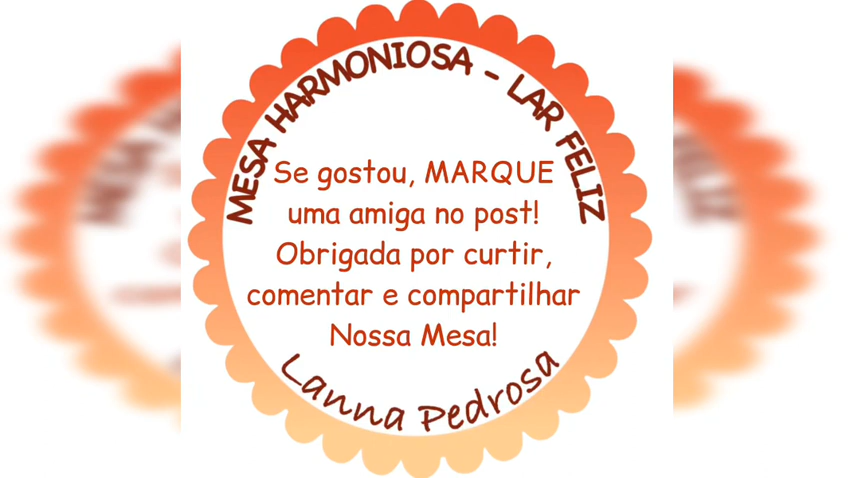 MESA HARMONIOSA - LAR FELIZ
Se gostou, MARQUE
uma amiga no post!
Obrigada por curtir,
comentar e compartilhar
Nossa Mesa!
Lanna Pedrosa